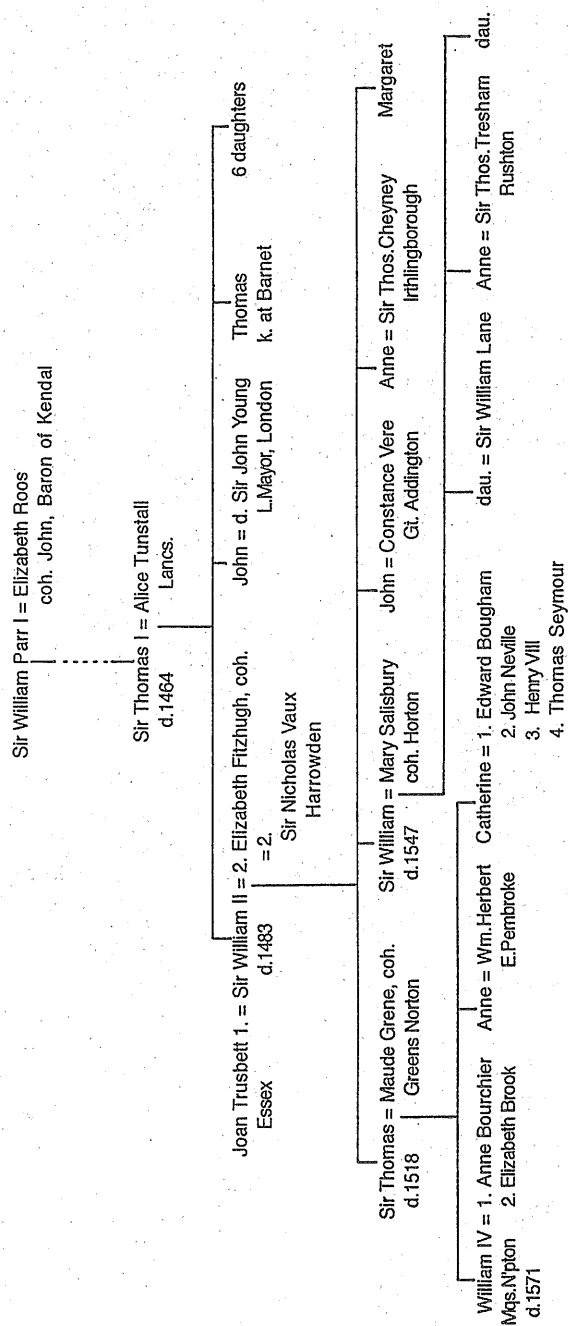 Sir William Parr I = Elizabeth Roos
coh. John, Baron of Kendal
Sir Thomas I = Alice Tunstall
d.1464 Lancs.
Joan Trusbett 1. = Sir William II = 2. Elizabeth Fitzhugh, coh.
Essex d.1483 = 2.
Sir Nicholas Vaux
Harrowden
John = d. Sir John Young
L.Mayor, London
Thomas
k. at Barnet
6 daughters
Sir Thomas = Maude Grene, coh.
d.1518 Greens Norton
Sir William = Mary Salisbury
d.1547 coh. Horton
John = Constance Vere
Gt. Addington
Anne = Sir Thos.Cheyney
Irthlingborough
Margaret
William IV = 1. Anne Bourchier
Mqs.N'pton 2. Elizabeth Brook
d.1571
Anne = Wm.Herbert
E.Pembroke
Catherine = 1. Edward Bougham
2. John Neville
3. Henry VIII
4. Thomas Seymour
dau. = Sir William Lane
Anne = Sir Thos.Tresham
Rushton
dau.